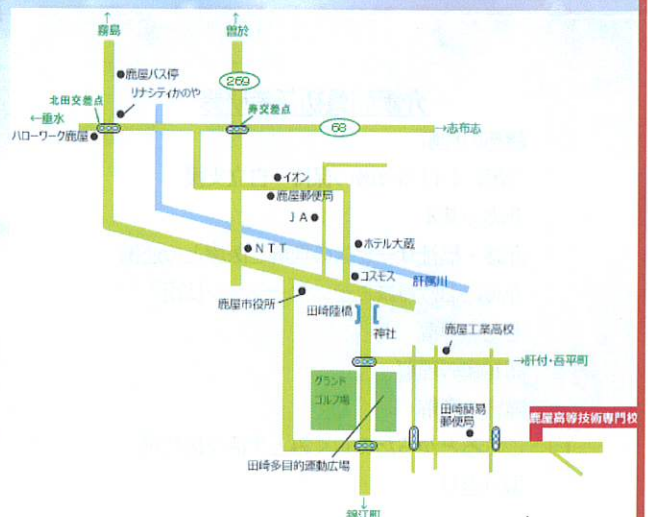 ↑
霧島
↑
曽於
269
●鹿屋バス停
リナシティかのや
北田交差点
寿交差点
←垂水
68
→志布志
ハローワーク鹿屋●
●イオン
●鹿屋郵便局
ＪＡ●
●ＮＴＴ
●ホテル大蔵
●コスモス
肝属川
鹿屋市役所
田崎陸橋
神社
鹿屋工業高校
→肝付・吾平町
グランド
ゴルフ場
田崎簡易
郵便局
鹿屋高等技術専門校
田崎多目的運動広場
↓
錦江町